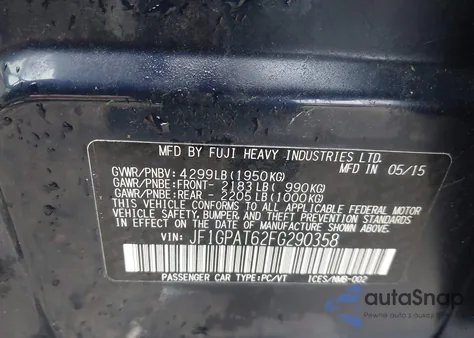 MFD BY FUJI HEAVY INDUSTRIES LTD.
MFD IN 05/15
GVWR/PNBV: 4299LB(1950KG)
GAWR/PNBE:FRONT- 2183LB( 990KG)
GAWR/PNBE:REAR - 2205LB(1000KG)
THIS VEHICLE CONFORMS TO ALL APPLICABLE
U.S. FEDERAL MOTOR VEHICLE SAFETY, BUMPER,
AND THEFT PREVENTION STANDARDS IN EFFECT ON
THE DATE OF MANUFACTURE SHOWN ABOVE.
VIN: JF1GPAT62FG290358
PASSENGER CAR TYPE:PC/VT ICES/NMB-002
autoSnap
Pewne auto z